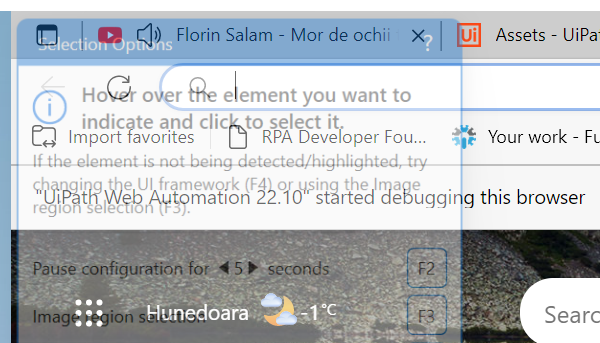 Selection Options
?
Florin Salam - Mor de ochii
Ui Assets - UiPat
Hover over the element you want to
indicate and click to select it.
Import favorites
RPA Developer Fou...
Your work - Fu
If the element is not being detected/highlighted, try
changing the UI framework (F4) or using the Image
region selection (F3).
"UiPath Web Automation 22.10" started debugging this browser
Pause configuration for 5 seconds
F2
Hunedoara
-1°C
Searc
Image region selection
F3